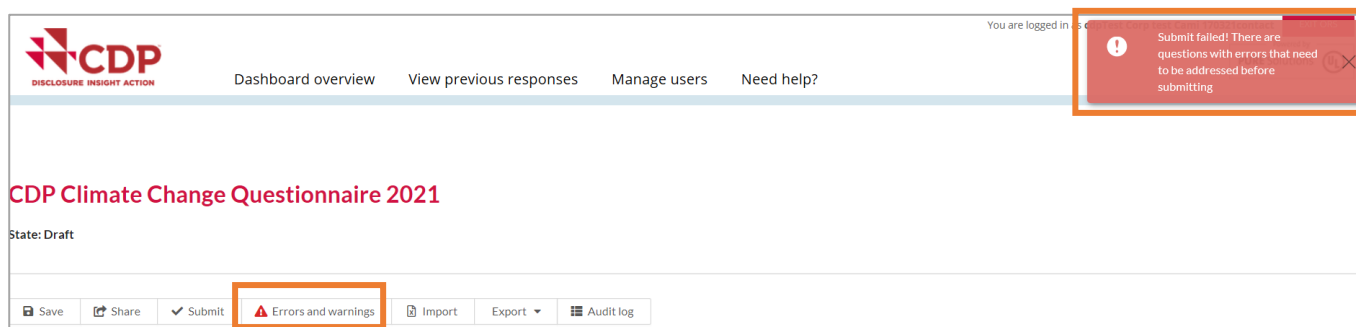 You are logged in as
CDP
DISCLOSURE INSIGHT ACTION
Dashboard overview View previous responses Manage users Need help?
Submit failed! There are
questions with errors that need
to be addressed before
submitting
CDP Climate Change Questionnaire 2021
State: Draft
Save Share Submit Errors and warnings Import Export Audit log